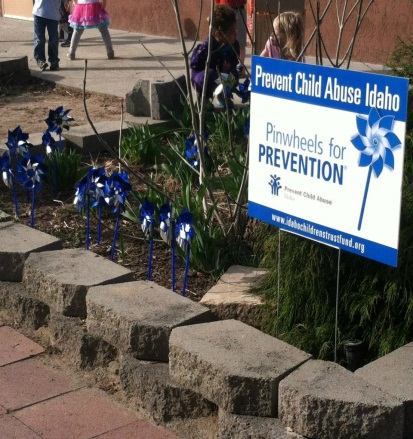 Prevent Child Abuse Idaho
Pinwheels for
PREVENTION®
Prevent Child Abuse
Idaho
www.idahochildrenstrustfund.org